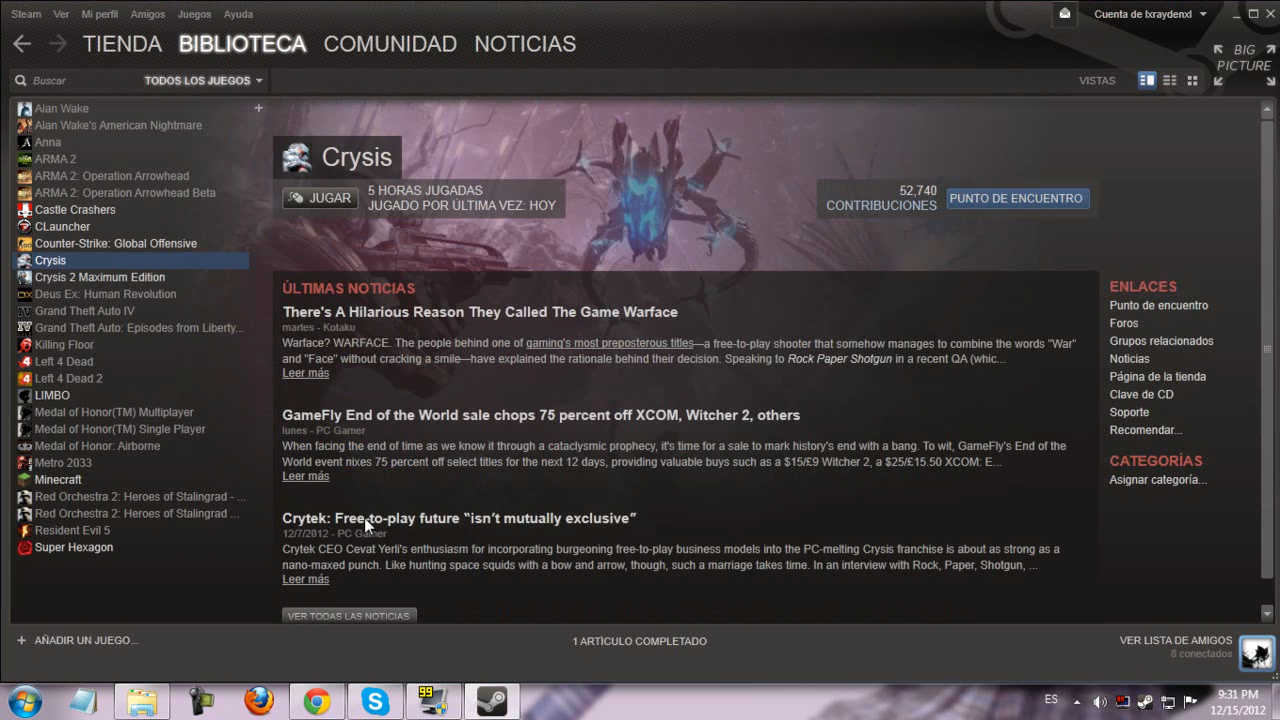 Steam Ver Mi perfil Amigos Juegos Ayuda
Cuenta de lxraydenxl
TIENDA BIBLIOTECA COMUNIDAD NOTICIAS
BIG PICTURE
Buscar TODOS LOS JUEGOS
VISTAS
Alan Wake
Alan Wake's American Nightmare
Anna
ARMA 2
ARMA 2: Operation Arrowhead
ARMA 2: Operation Arrowhead Beta
Castle Crashers
CLauncher
Counter-Strike: Global Offensive
Crysis
Crysis 2 Maximum Edition
Deus Ex: Human Revolution
Grand Theft Auto IV
Grand Theft Auto: Episodes from Liberty...
Killing Floor
Left 4 Dead
Left 4 Dead 2
LIMBO
Medal of Honor(TM) Multiplayer
Medal of Honor(TM) Single Player
Medal of Honor: Airborne
Metro 2033
Minecraft
Red Orchestra 2: Heroes of Stalingrad - ...
Red Orchestra 2: Heroes of Stalingrad ...
Resident Evil 5
Super Hexagon
Crysis
JUGAR
5 HORAS JUGADAS
JUGADO POR ÚLTIMA VEZ: HOY
52,740
CONTRIBUCIONES
PUNTO DE ENCUENTRO
ÚLTIMAS NOTICIAS
There's A Hilarious Reason They Called The Game Warface
martes - Kotaku
Warface? WARFACE. The people behind one of gaming's most preposterous titles—a free-to-play shooter that somehow manages to combine the words "War"
and "Face" without cracking a smile—have explained the rationale behind their decision. Speaking to Rock Paper Shotgun in a recent QA (whic...
Leer más
GameFly End of the World sale chops 75 percent off XCOM, Witcher 2, others
lunes - PC Gamer
When facing the end of time as we know it through a cataclysmic prophecy, it's time for a sale to mark history's end with a bang. To wit, GameFly's End of the
World event nixes 75 percent off select titles for the next 12 days, providing valuable buys such as a $15/£9 Witcher 2, a $25/£15.50 XCOM: E...
Leer más
Crytek: Free-to-play future “isn’t mutually exclusive”
12/7/2012 - PC Gamer
Crytek CEO Cevat Yerli's enthusiasm for incorporating burgeoning free-to-play business models into the PC-melting Crysis franchise is about as strong as a
nano-maxed punch. Like hunting space squids with a bow and arrow, though, such a marriage takes time. In an interview with Rock, Paper, Shotgun, ...
Leer más
VER TODAS LAS NOTICIAS
ENLACES
Punto de encuentro
Foros
Grupos relacionados
Noticias
Página de la tienda
Clave de CD
Soporte
Recomendar...
CATEGORÍAS
Asignar categoría...
AÑADIR UN JUEGO...
1 ARTÍCULO COMPLETADO
VER LISTA DE AMIGOS
8 conectados
99
ES
9:31 PM
12/15/2012